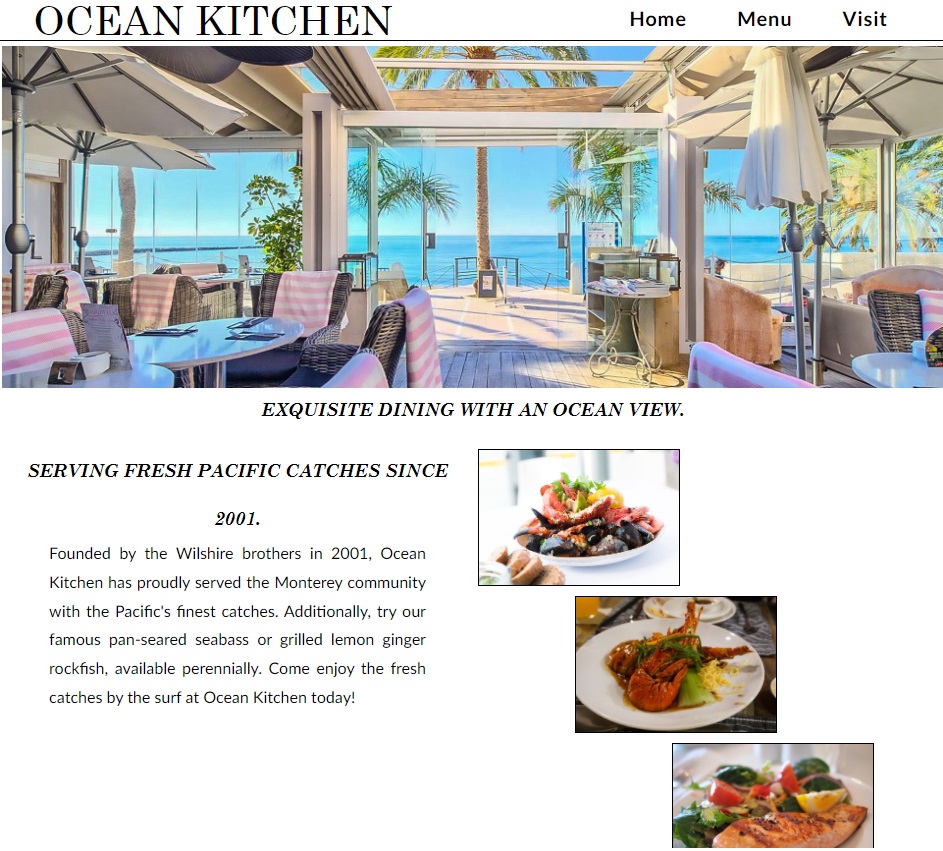 OCEAN KITCHEN
Home Menu Visit
EXQUISITE DINING WITH AN OCEAN VIEW.
SERVING FRESH PACIFIC CATCHES SINCE
2001.
Founded by the Wilshire brothers in 2001, Ocean
Kitchen has proudly served the Monterey community
with the Pacific's finest catches. Additionally, try our
famous pan-seared seabass or grilled lemon ginger
rockfish, available perennially. Come enjoy the fresh
catches by the surf at Ocean Kitchen today!